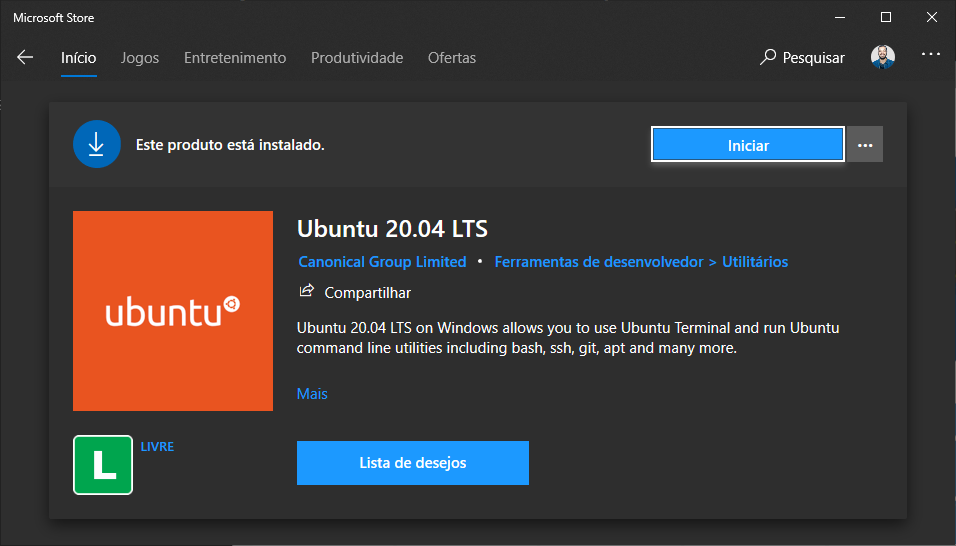 Microsoft Store
Início Jogos Entretenimento Produtividade Ofertas Pesquisar
Este produto está instalado. Iniciar
Ubuntu 20.04 LTS
Canonical Group Limited • Ferramentas de desenvolvedor > Utilitários
Compartilhar
ubuntu
Ubuntu 20.04 LTS on Windows allows you to use Ubuntu Terminal and run Ubuntu
command line utilities including bash, ssh, git, apt and many more.
Mais
L LIVRE
Lista de desejos